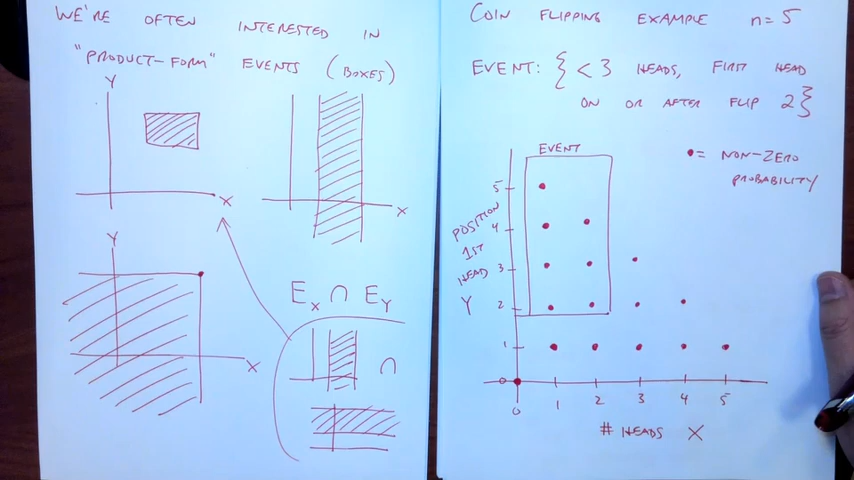 WE'RE OFTEN INTERESTED IN
"PRODUCT-FORM" EVENTS (BOXES)
Y
X
X
Y
X
E_X ∩ E_Y
∩
COIN FLIPPING EXAMPLE n=5
EVENT: { <3 HEADS, FIRST HEAD
ON OR AFTER FLIP 2}
EVENT
• = NON-ZERO
PROBABILITY
POSITION
1ST
HEAD
Y
5
4
3
2
1
0
0 1 2 3 4 5
# HEADS X